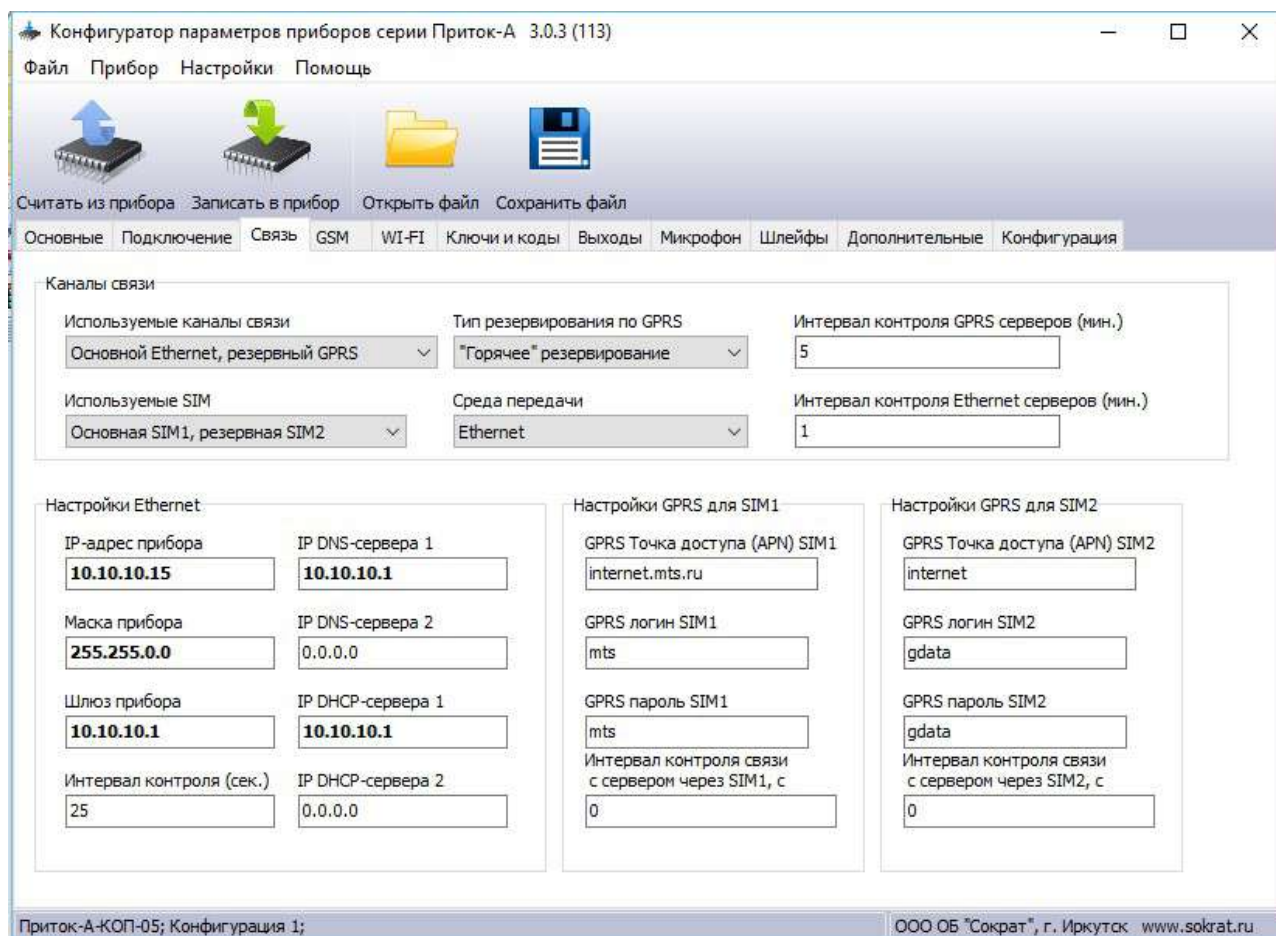 Конфигуратор параметров приборов серии Приток-А 3.0.3 (113)
Файл Прибор Настройки Помощь
Считать из прибора Записать в прибор Открыть файл Сохранить файл
Основные Подключение Связь GSM WI-FI Ключи и коды Выходы Микрофон Шлейфы Дополнительные Конфигурация
Каналы связи
Используемые каналы связи Тип резервирования по GPRS Интервал контроля GPRS серверов (мин.)
Основной Ethernet, резервный GPRS "Горячее" резервирование 5
Используемые SIM Среда передачи Интервал контроля Ethernet серверов (мин.)
Основная SIM1, резервная SIM2 Ethernet 1
Настройки Ethernet
IP-адрес прибора IP DNS-сервера 1
10.10.10.15 10.10.10.1
Маска прибора IP DNS-сервера 2
255.255.0.0 0.0.0.0
Шлюз прибора IP DHCP-сервера 1
10.10.10.1 10.10.10.1
Интервал контроля (сек.) IP DHCP-сервера 2
25 0.0.0.0
Настройки GPRS для SIM1
GPRS Точка доступа (APN) SIM1
internet.mts.ru
GPRS логин SIM1
mts
GPRS пароль SIM1
mts
Интервал контроля связи
с сервером через SIM1, с
0
Настройки GPRS для SIM2
GPRS Точка доступа (APN) SIM2
internet
GPRS логин SIM2
gdata
GPRS пароль SIM2
gdata
Интервал контроля связи
с сервером через SIM2, с
0
Приток-А-КОП-05; Конфигурация 1; ООО ОБ "Сократ", г. Иркутск www.sokrat.ru